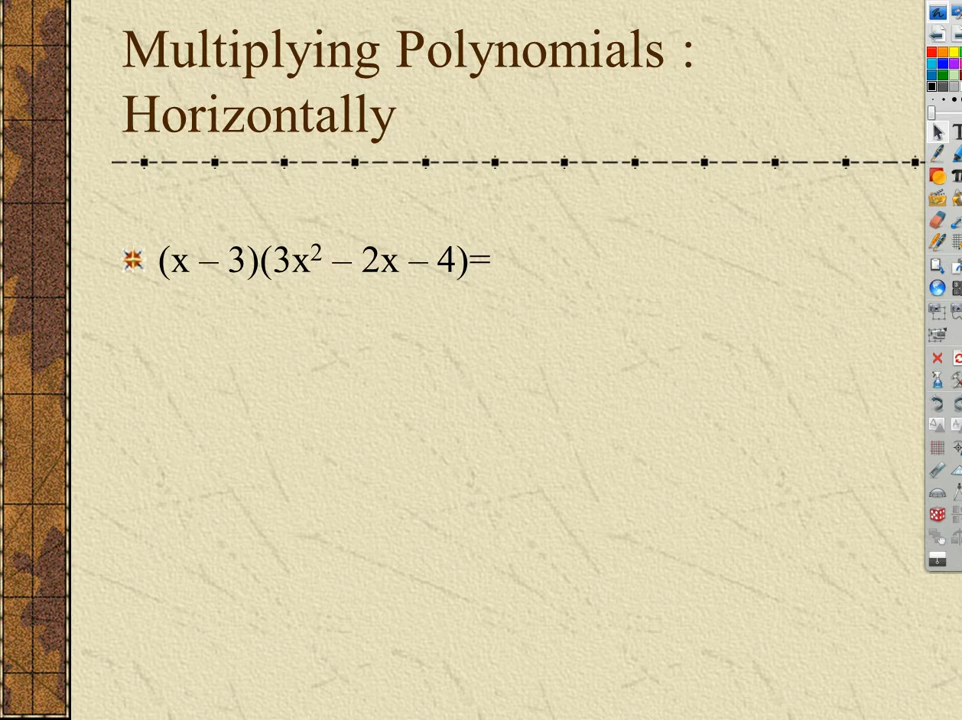 Multiplying Polynomials :
Horizontally
(x – 3)(3x² – 2x – 4)=